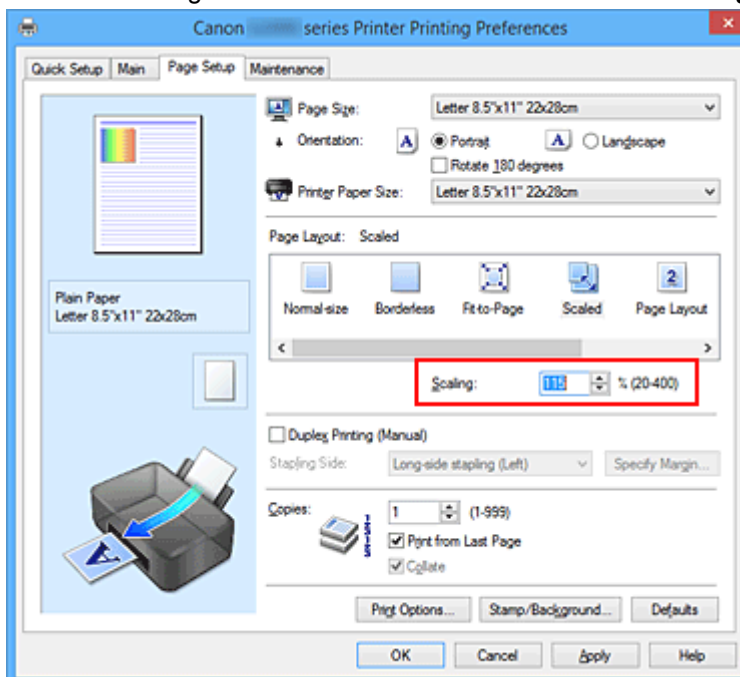 Canon series Printer Printing Preferences
Quick Setup Main Page Setup Maintenance
Page Size: Letter 8.5"x11" 22x28cm
Orientation: A Portrait A Landscape
Rotate 180 degrees
Printer Paper Size: Letter 8.5"x11" 22x28cm
Page Layout: Scaled
2
Normal-size Borderless Fit-to-Page Scaled Page Layout
Plain Paper
Letter 8.5"x11" 22x28cm
Scaling: 115 % (20-400)
Duplex Printing (Manual)
Stapling Side: Long-side stapling (Left) Specify Margin...
Copies: 1 (1-999)
Print from Last Page
Collate
A
Print Options... Stamp/Background... Defaults
OK Cancel Apply Help